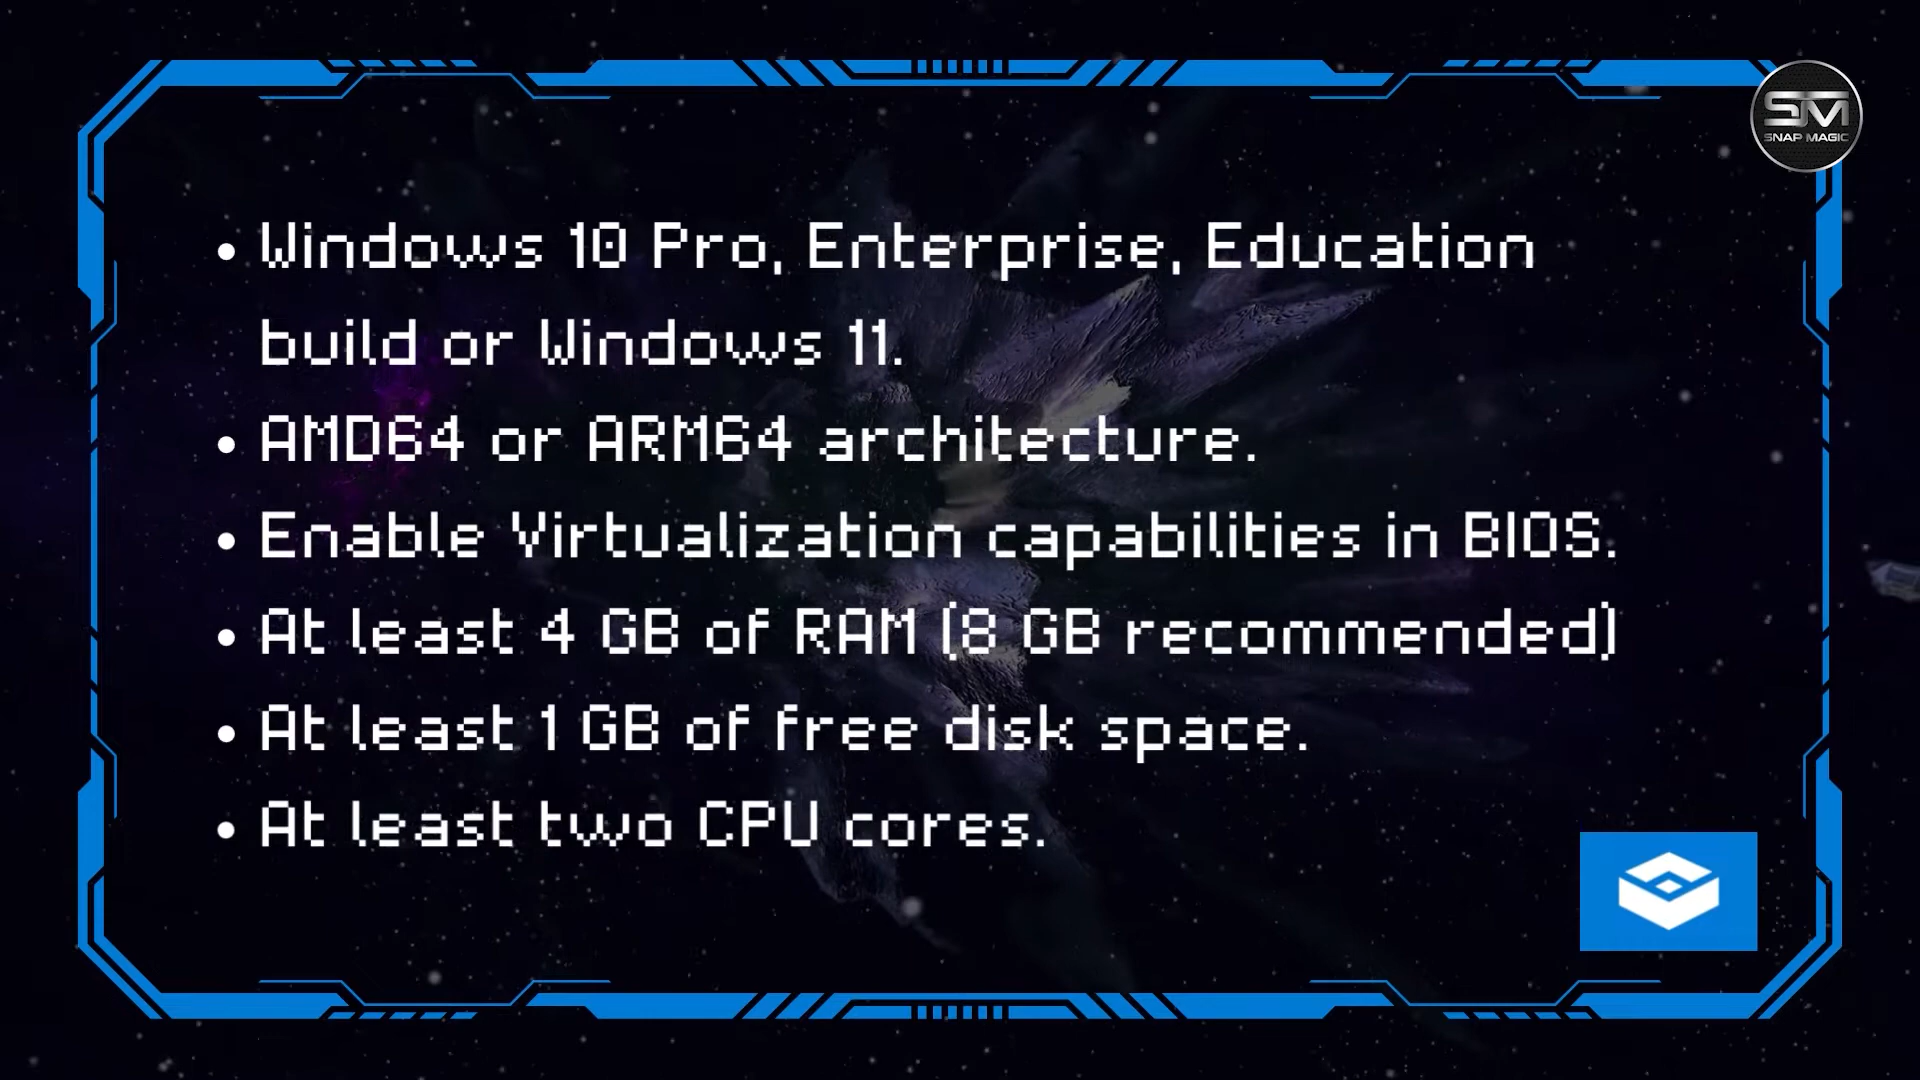 SM
SNAP MAGIC
• Windows 10 Pro, Enterprise, Education
build or Windows 11.
• AMD64 or ARM64 architecture.
• Enable Virtualization capabilities in BIOS.
• At least 4 GB of RAM (8 GB recommended)
• At least 1 GB of free disk space.
• At least two CPU cores.